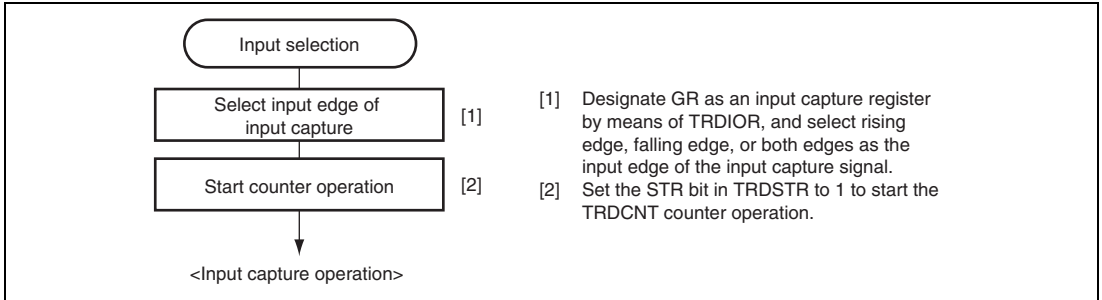 Input selection
Select input edge of
input capture
[1]
Start counter operation
[2]
<Input capture operation>
[1] Designate GR as an input capture register
by means of TRDIOR, and select rising
edge, falling edge, or both edges as the
input edge of the input capture signal.
[2] Set the STR bit in TRDSTR to 1 to start the
TRDCNT counter operation.